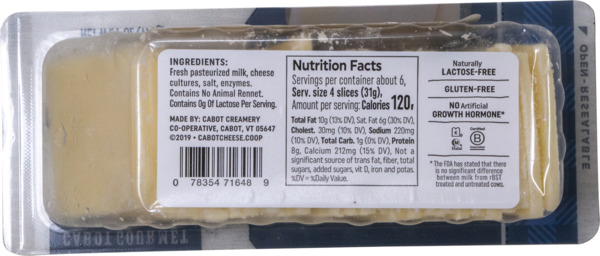 INGREDIENTS:
Fresh pasteurized milk, cheese
cultures, salt, enzymes.
Contains No Animal Rennet.
Contains 0g Of Lactose Per Serving.
MADE BY: CABOT CREAMERY
CO-OPERATIVE, CABOT, VT 05647
©2019 • CABOTCHEESE.COOP
0 78354 71648 9
Nutrition Facts
Servings per container about 6,
Serv. size 4 slices (31g),
Amount per serving: Calories 120,
Total Fat 10g (13% DV), Sat. Fat 6g (30% DV),
Cholest. 30mg (10% DV), Sodium 220mg
(10% DV), Total Carb. 1g (0% DV), Protein
8g, Calcium 212mg (15% DV). Not a
significant source of trans fat, fiber, total
sugars, added sugars, vit D, iron and potas.
%DV = %Daily Value.
Naturally
LACTOSE-FREE
GLUTEN-FREE
NO Artificial
GROWTH HORMONE*
Certified
B
Corporation
*The FDA has stated that there
is no significant difference
between milk from rBST
treated and untreated cows.
OPEN · RESEALABLE
CABOT GOURMET